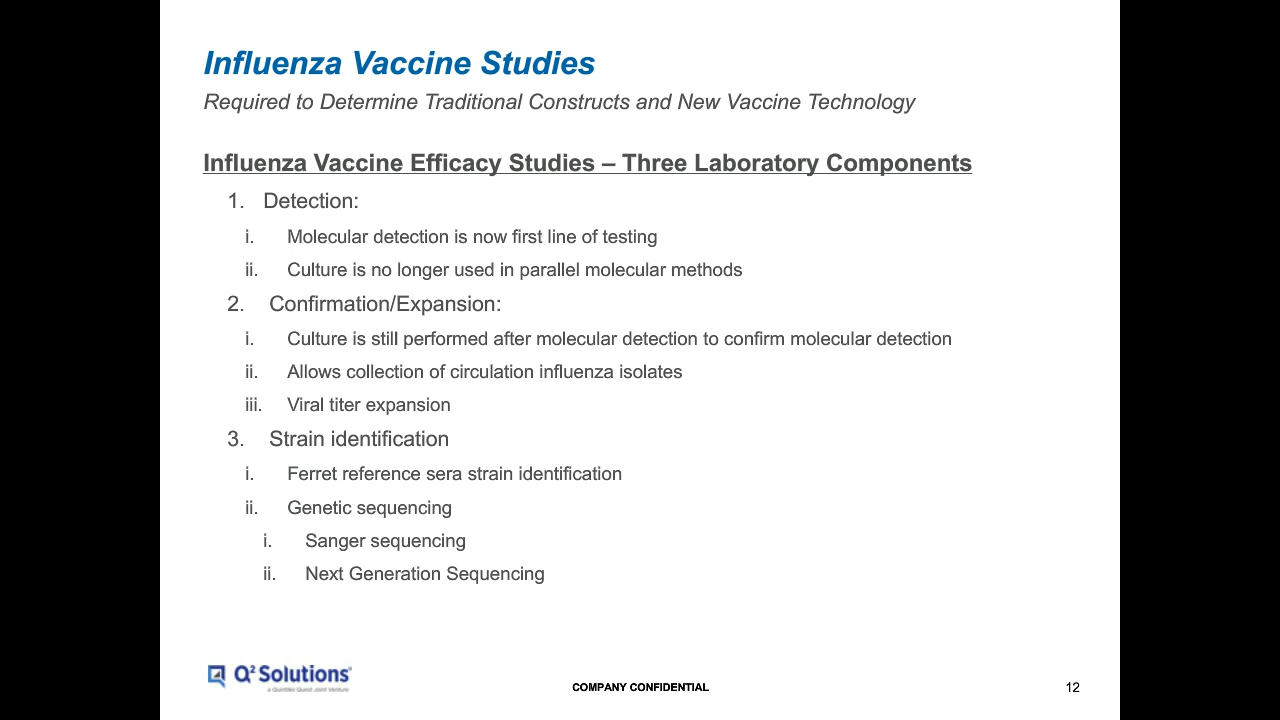 Influenza Vaccine Studies
Required to Determine Traditional Constructs and New Vaccine Technology
Influenza Vaccine Efficacy Studies – Three Laboratory Components
1. Detection:
i. Molecular detection is now first line of testing
ii. Culture is no longer used in parallel molecular methods
2. Confirmation/Expansion:
i. Culture is still performed after molecular detection to confirm molecular detection
ii. Allows collection of circulation influenza isolates
iii. Viral titer expansion
3. Strain identification
i. Ferret reference sera strain identification
ii. Genetic sequencing
i. Sanger sequencing
ii. Next Generation Sequencing
Q² Solutions®
a Quintiles Quest Joint Venture
COMPANY CONFIDENTIAL
12